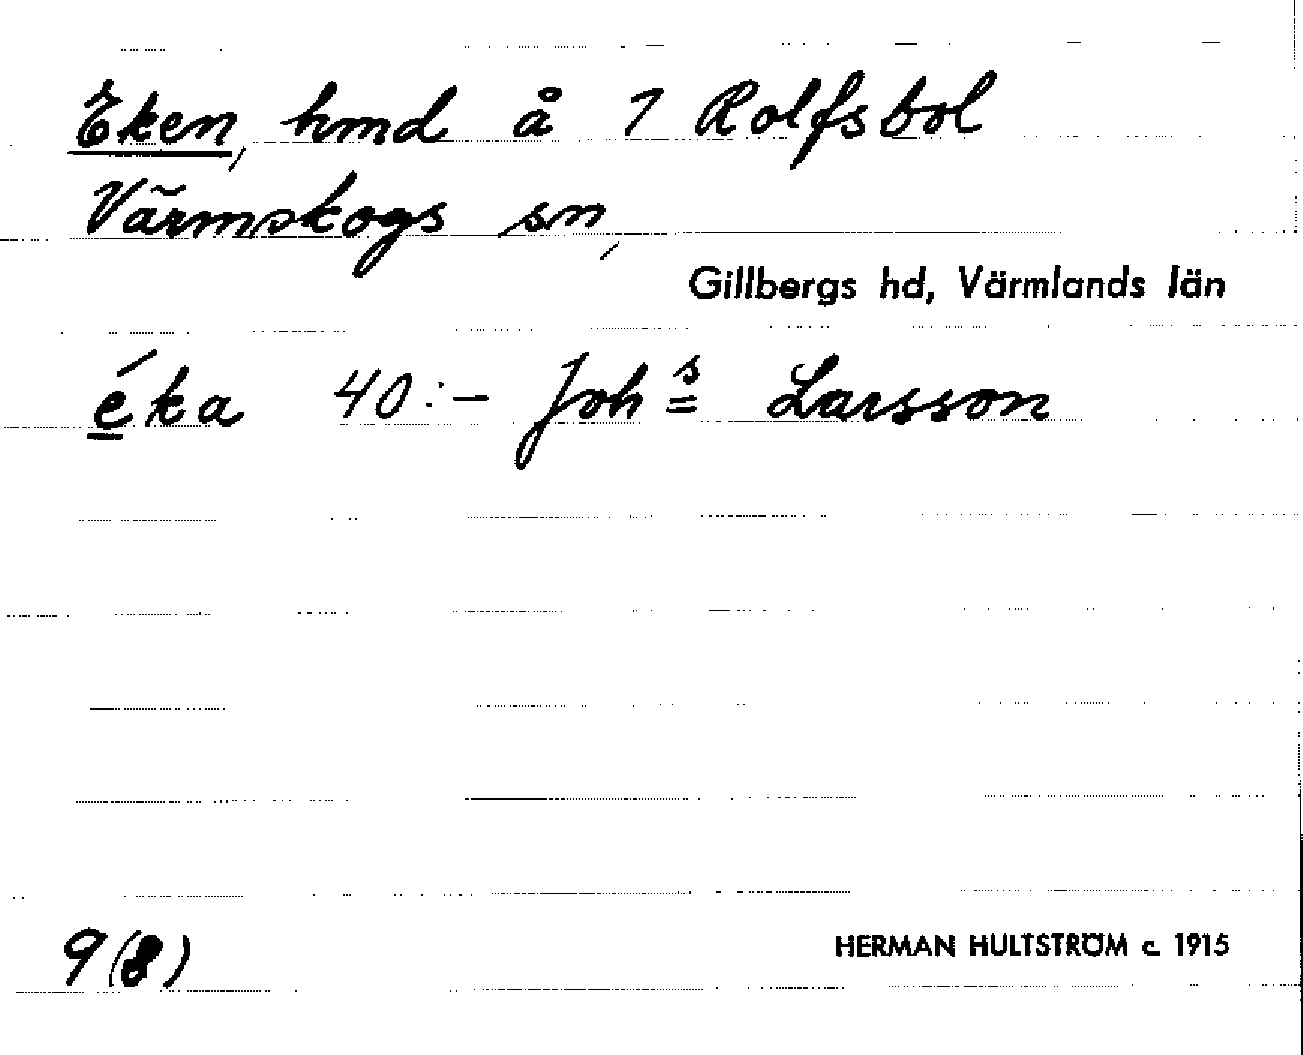 Eken, hmd å 1 Rolfsbol
Värmskogs sn,
Gillbergs hd, Värmlands län
éka 40:- Johs Larsson
9(8)
HERMAN HULTSTRÖM c. 1915